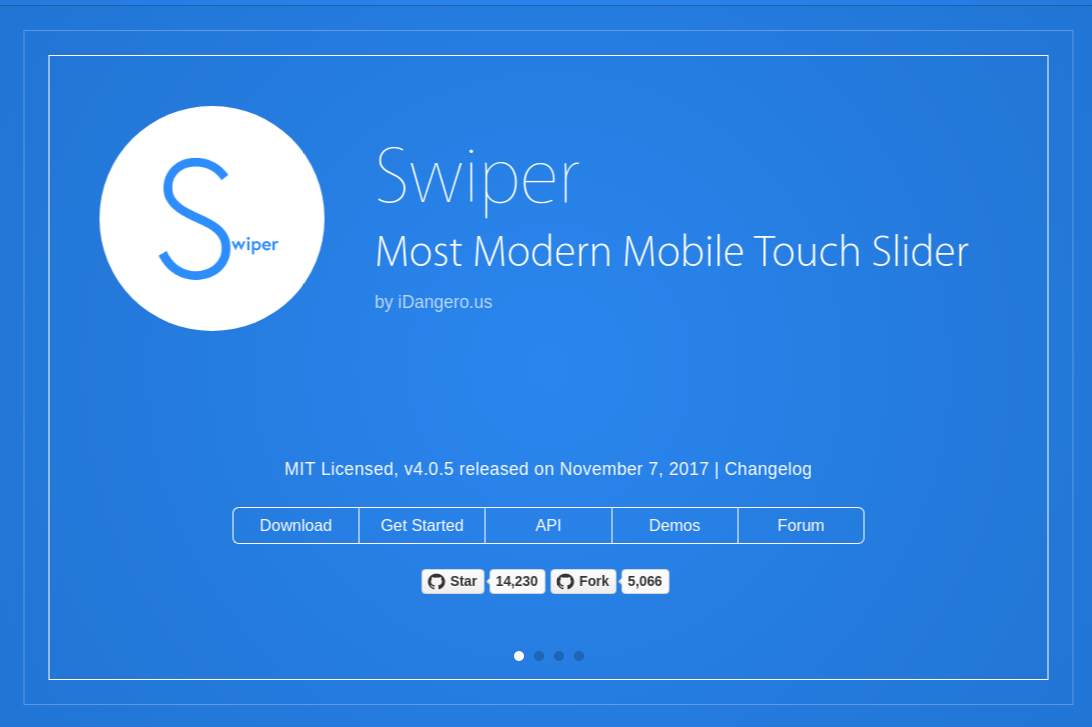 Swiper
Swiper
Most Modern Mobile Touch Slider
by iDangero.us
MIT Licensed, v4.0.5 released on November 7, 2017 | Changelog
Download Get Started API Demos Forum
Star 14,230 Fork 5,066